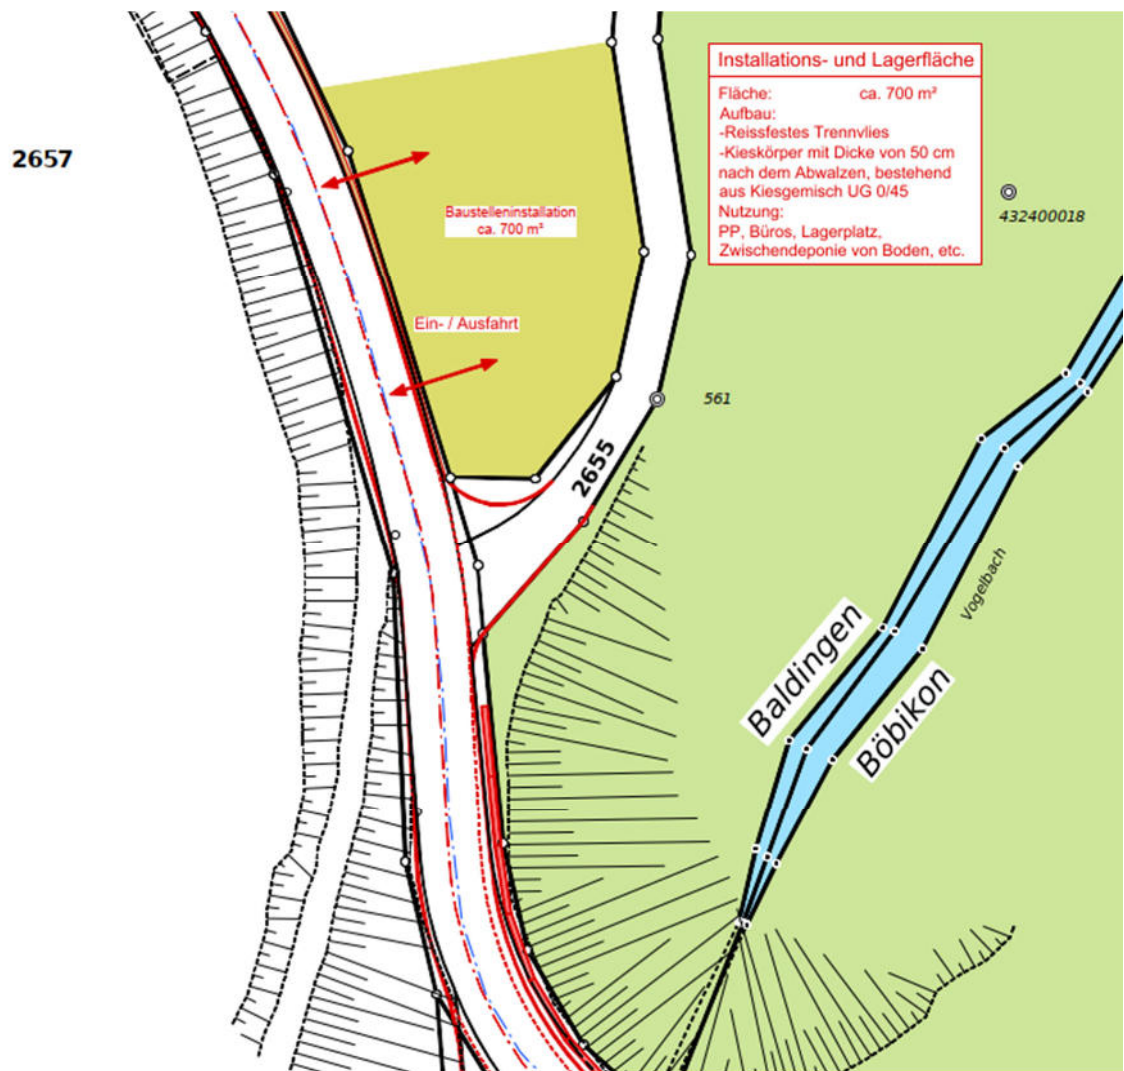 Installations- und Lagerfläche
Fläche: ca. 700 m²
Aufbau:
-Reissfestes Trennvlies
-Kieskörper mit Dicke von 50 cm
nach dem Abwalzen, bestehend
aus Kiesgemisch UG 0/45
Nutzung:
PP, Büros, Lagerplatz,
Zwischendeponie von Boden, etc.
2657
432400018
Baustelleninstallation
ca. 700 m²
Ein- / Ausfahrt
561
2655
Vogelbach
Baldingen
Böbikon